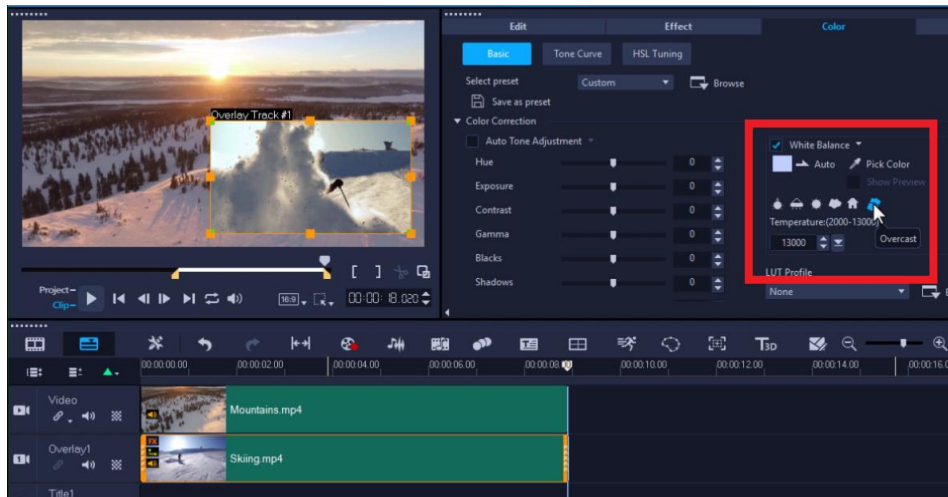 Edit Effect Color
Basic Tone Curve HSL Tuning
Select preset Custom Browse
Save as preset
Color Correction
Auto Tone Adjustment
Hue 0
Exposure 0
Contrast 0
Gamma 0
Blacks 0
Shadows 0
White Balance
Auto Pick Color
Show Preview
Temperature:(2000-13000)
13000 Overcast
LUT Profile
None
Overlay Track #1
Project-
Clip-
16:9
00:00:18.020
00:00:00.00 00:00:02.00 00:00:04.00 00:00:06.00 00:00:08 00:00:10.00 00:00:12.00 00:00:14.00 00:00:16.0
Video
Mountains.mp4
Overlay1
FX
Skiing.mp4
Title1
T3D